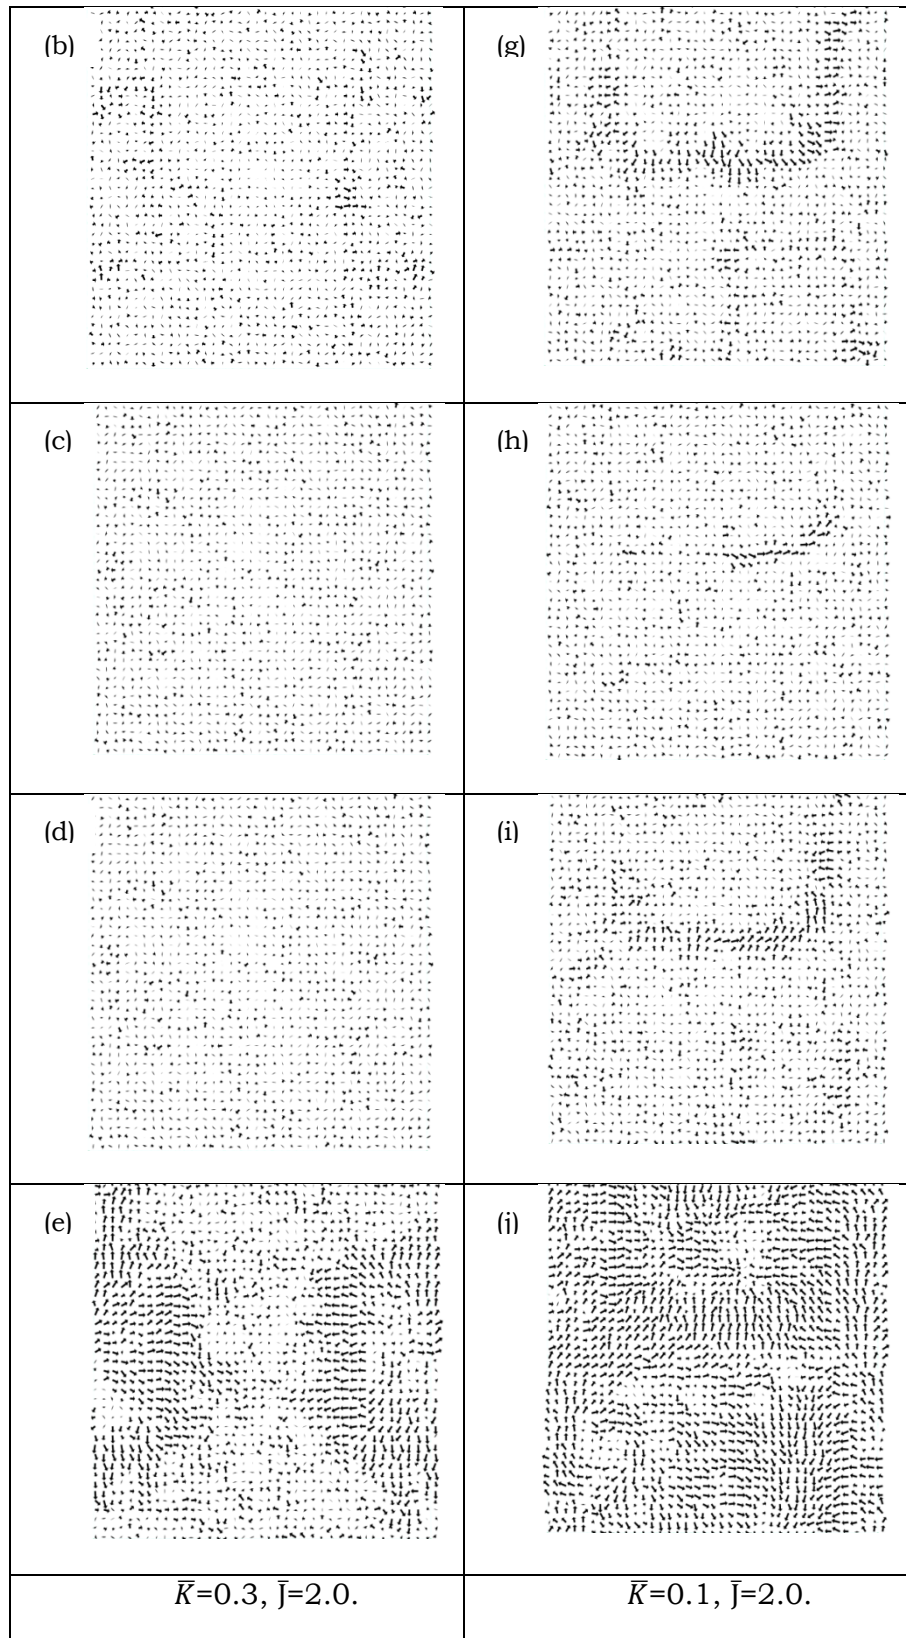 (b) (g)
(c) (h)
(d) (i)
(e) (j)
K̅=0.3, J̅=2.0. K̅=0.1, J̅=2.0.